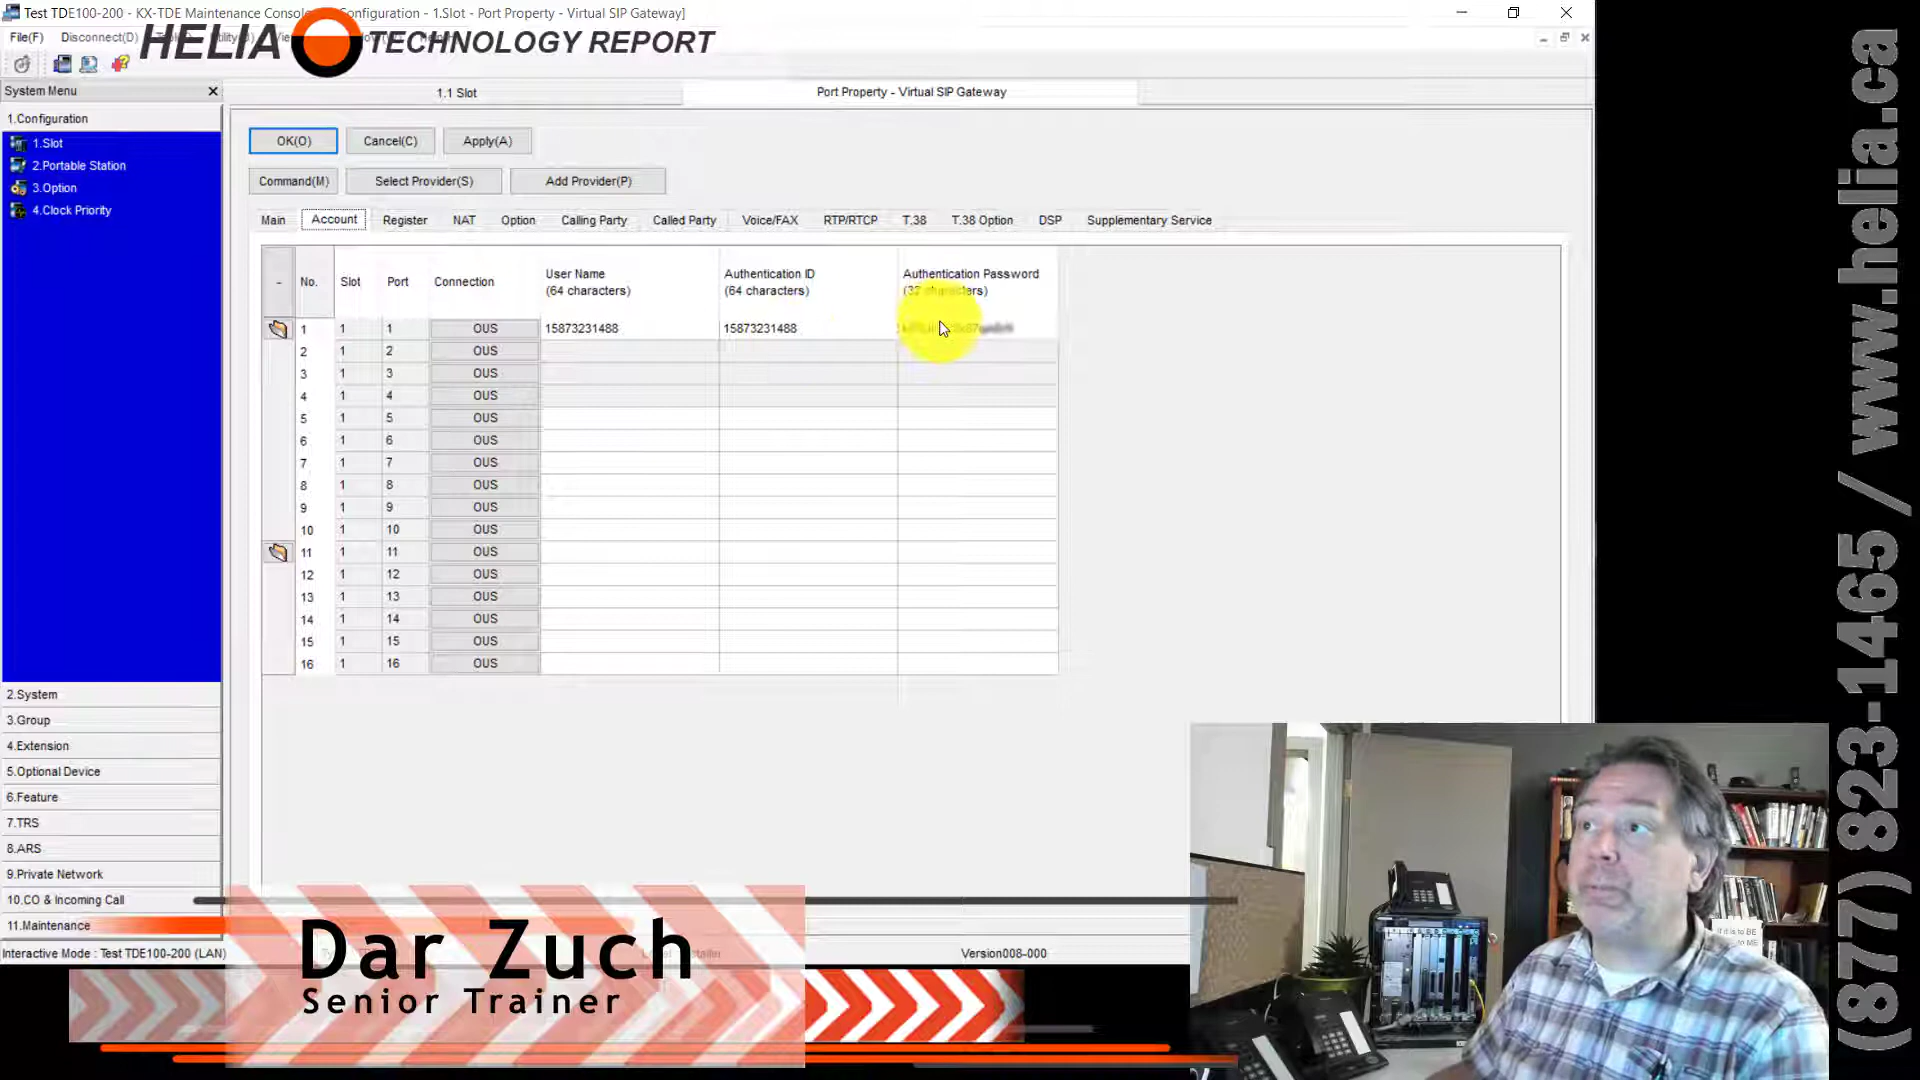 Test TDE100-200 - KX-TDE Maintenance Consol Configuration - 1.Slot - Port Property - Virtual SIP Gateway]
File(F) Disconnect(D)
HELIA TECHNOLOGY REPORT
System Menu
1.1 Slot Port Property - Virtual SIP Gateway
1.Configuration
1.Slot
2.Portable Station
3.Option
4.Clock Priority
OK(O) Cancel(C) Apply(A)
Command(M) Select Provider(S) Add Provider(P)
Main Account Register NAT Option Calling Party Called Party Voice/FAX RTP/RTCP T.38 T.38 Option DSP Supplementary Service
- No. Slot Port Connection User Name (64 characters) Authentication ID (64 characters) Authentication Password (32 characters)
1 1 1 OUS 15873231488 15873231488
2 1 2 OUS
3 1 3 OUS
4 1 4 OUS
5 1 5 OUS
6 1 6 OUS
7 1 7 OUS
8 1 8 OUS
9 1 9 OUS
10 1 10 OUS
11 1 11 OUS
12 1 12 OUS
13 1 13 OUS
14 1 14 OUS
15 1 15 OUS
16 1 16 OUS
2.System
3.Group
4.Extension
5.Optional Device
6.Feature
7.TRS
8.ARS
9.Private Network
10.CO & Incoming Call
11.Maintenance
Interactive Mode : Test TDE100-200 (LAN)
Version008-000
Dar Zuch
Senior Trainer
If it is to BE
(877) 823-1465 / www.helia.ca